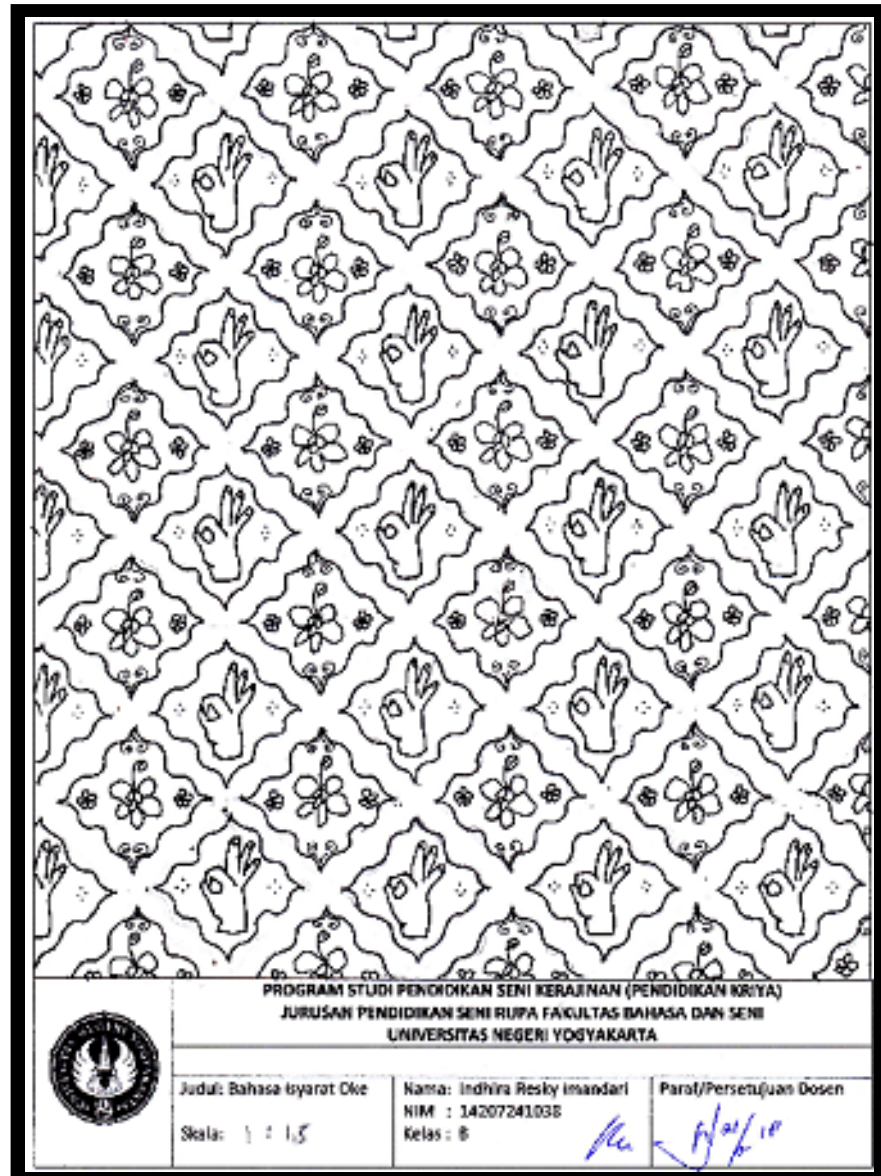 PROGRAM STUDI PENDIDIKAN SENI KERAJINAN (PENDIDIKAN KRIYA)
JURUSAN PENDIDIKAN SENI RUPA FAKULTAS BAHASA DAN SENI
UNIVERSITAS NEGERI YOGYAKARTA
Judul: Bahasa Isyarat Oke
Skala: 1 : 1,5
Nama: Indhira Resky Imandari
NIM : 14207241038
Kelas : B
Paraf/Persetujuan Dosen